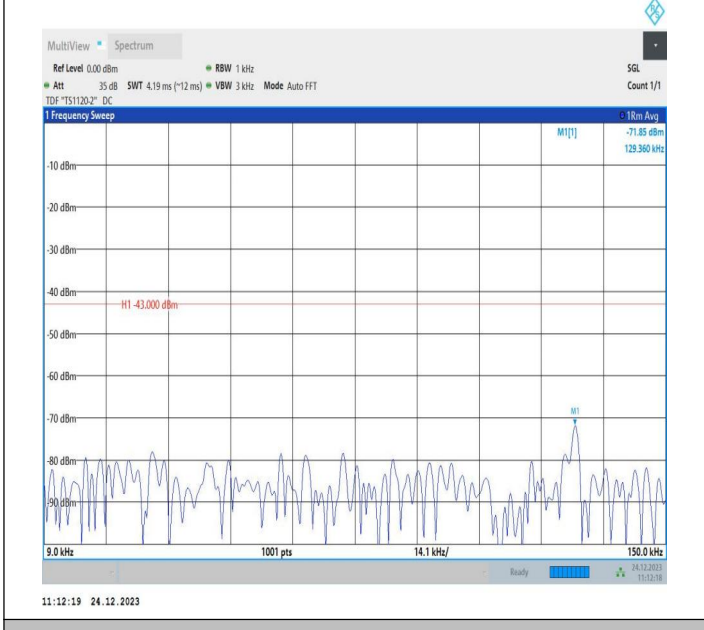 MultiView Spectrum
Ref Level 0.00 dBm RBW 1 kHz SGL
Att 35 dB SWT 4.19 ms (~12 ms) VBW 3 kHz Mode Auto FFT Count 1/1
TDF "TS1120-2" DC
1 Frequency Sweep 1Rm Avg
M1[1] -71.85 dBm
129.360 kHz
-10 dBm
-20 dBm
-30 dBm
-40 dBm
H1 -43.000 dBm
-50 dBm
-60 dBm
-70 dBm
M1
-80 dBm
-90 dBm
9.0 kHz 1001 pts 14.1 kHz/ 150.0 kHz
Ready 24.12.2023
11:12:18
11:12:19 24.12.2023